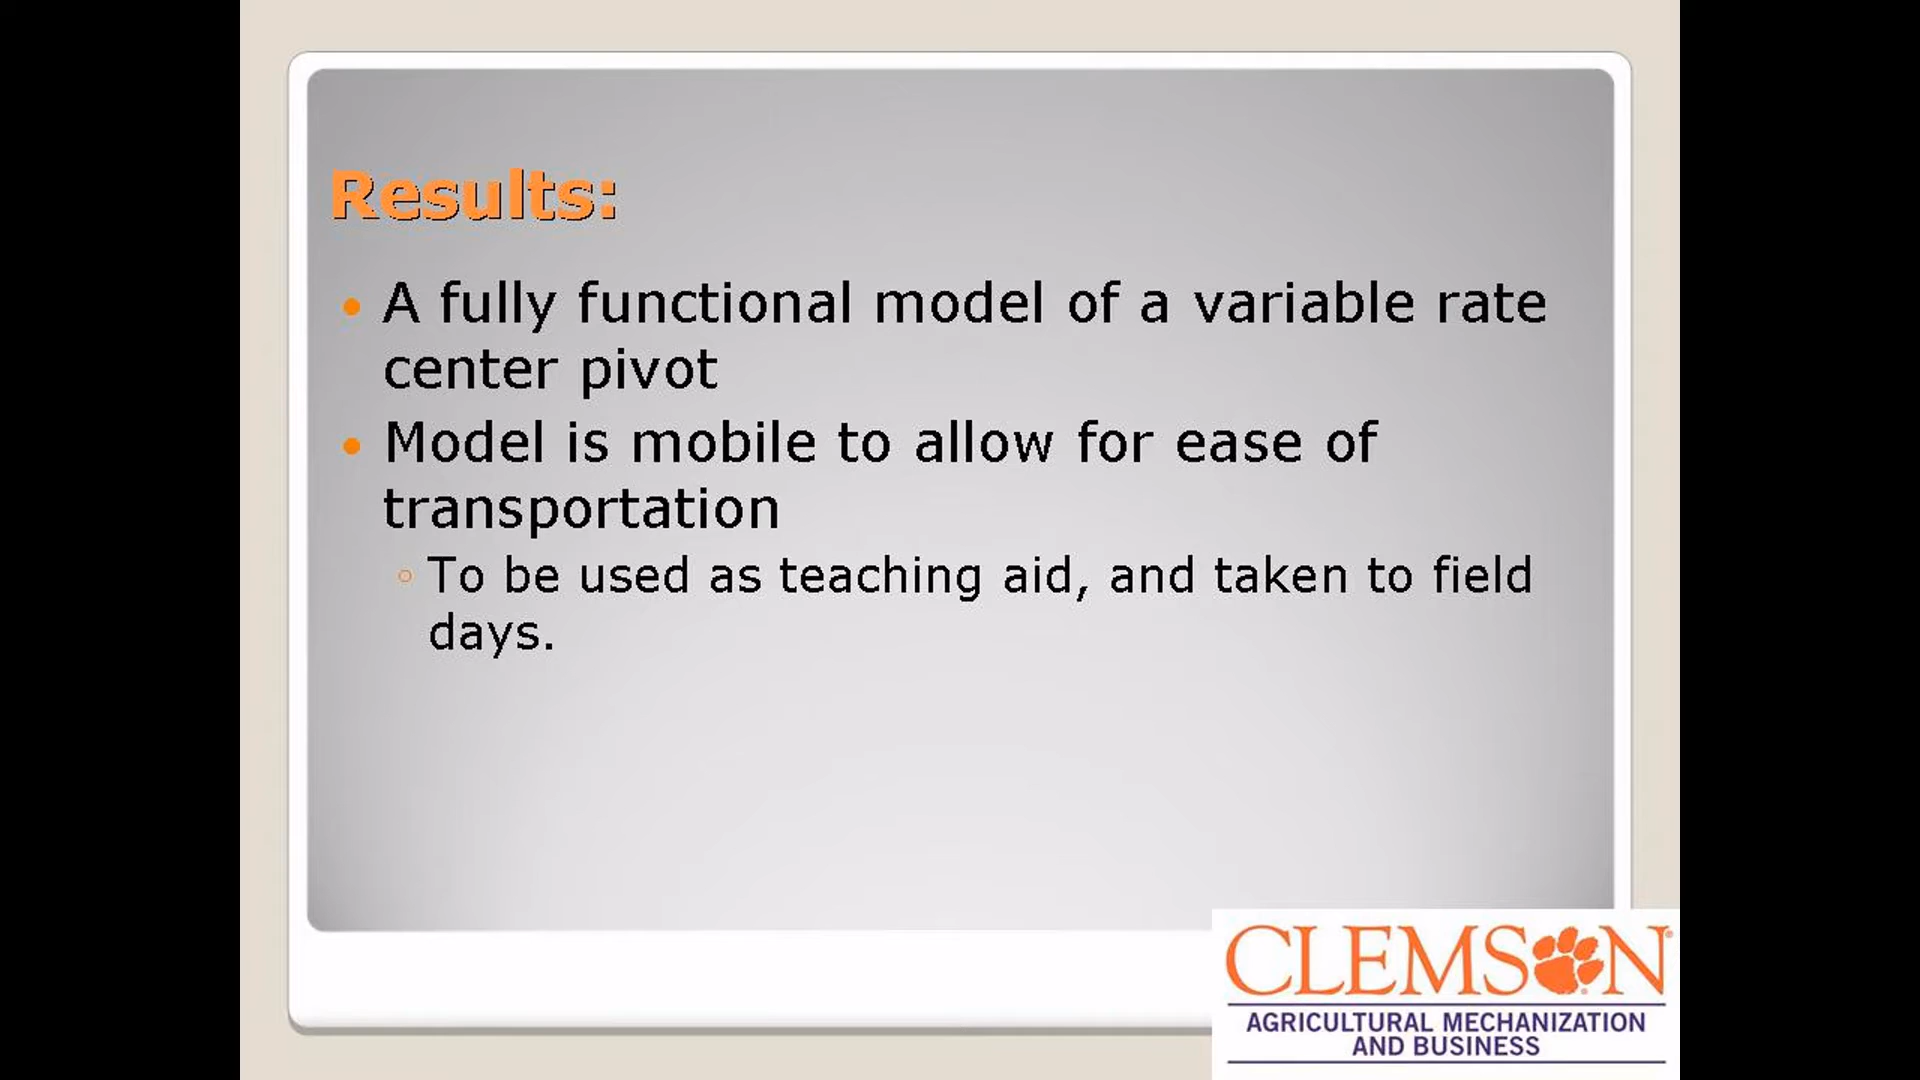 Results:
A fully functional model of a variable rate
center pivot
Model is mobile to allow for ease of
transportation
To be used as teaching aid, and taken to field
days.
CLEMSON
AGRICULTURAL MECHANIZATION
AND BUSINESS